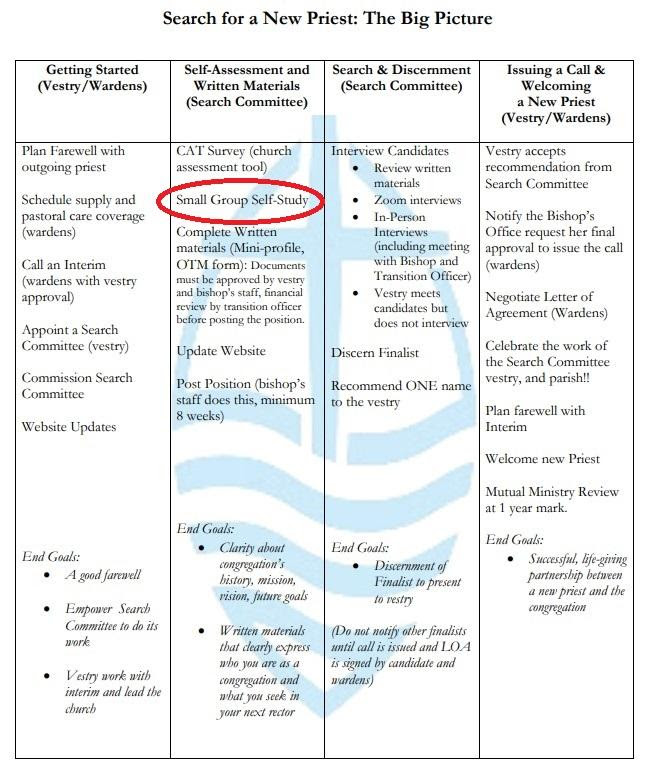 Search for a New Priest: The Big Picture
Getting Started
(Vestry/Wardens)
Plan Farewell with
outgoing priest
Schedule supply and
pastoral care coverage
(wardens)
Call an Interim
(wardens with vestry
approval)
Appoint a Search
Committee (vestry)
Commission Search
Committee
Website Updates
End Goals:
• A good farewell
• Empower Search
Committee to do its
work
• Vestry work with
interim and lead the
church
Self-Assessment and
Written Materials
(Search Committee)
CAT Survey (church
assessment tool)
Small Group Self-Study
Complete Written
materials (Mini-profile,
OTM form): Documents
must be approved by vestry
and bishop's staff, financial
review by transition officer
before posting the position.
Update Website
Post Position (bishop's
staff does this, minimum
8 weeks)
End Goals:
• Clarity about
congregation's
history, mission,
vision, future goals
• Written materials
that clearly express
who you are as a
congregation and
what you seek in
your next rector
Search & Discernment
(Search Committee)
Interview Candidates
• Review written
materials
• Zoom interviews
• In-Person
Interviews
(including meeting
with Bishop and
Transition Officer)
• Vestry meets
candidates but
does not interview
Discern Finalist
Recommend ONE name
to the vestry
End Goals:
• Discernment of
Finalist to present
to vestry
(Do not notify other finalists
until call is issued and LOA
is signed by candidate and
wardens)
Issuing a Call &
Welcoming
a New Priest
(Vestry/Wardens)
Vestry accepts
recommendation from
Search Committee
Notify the Bishop's
Office request her final
approval to issue the call
(wardens)
Negotiate Letter of
Agreement (Wardens)
Celebrate the work of
the Search Committee
vestry, and parish!!
Plan farewell with
Interim
Welcome new Priest
Mutual Ministry Review
at 1 year mark.
End Goals:
• Successful, life-giving
partnership between
a new priest and the
congregation